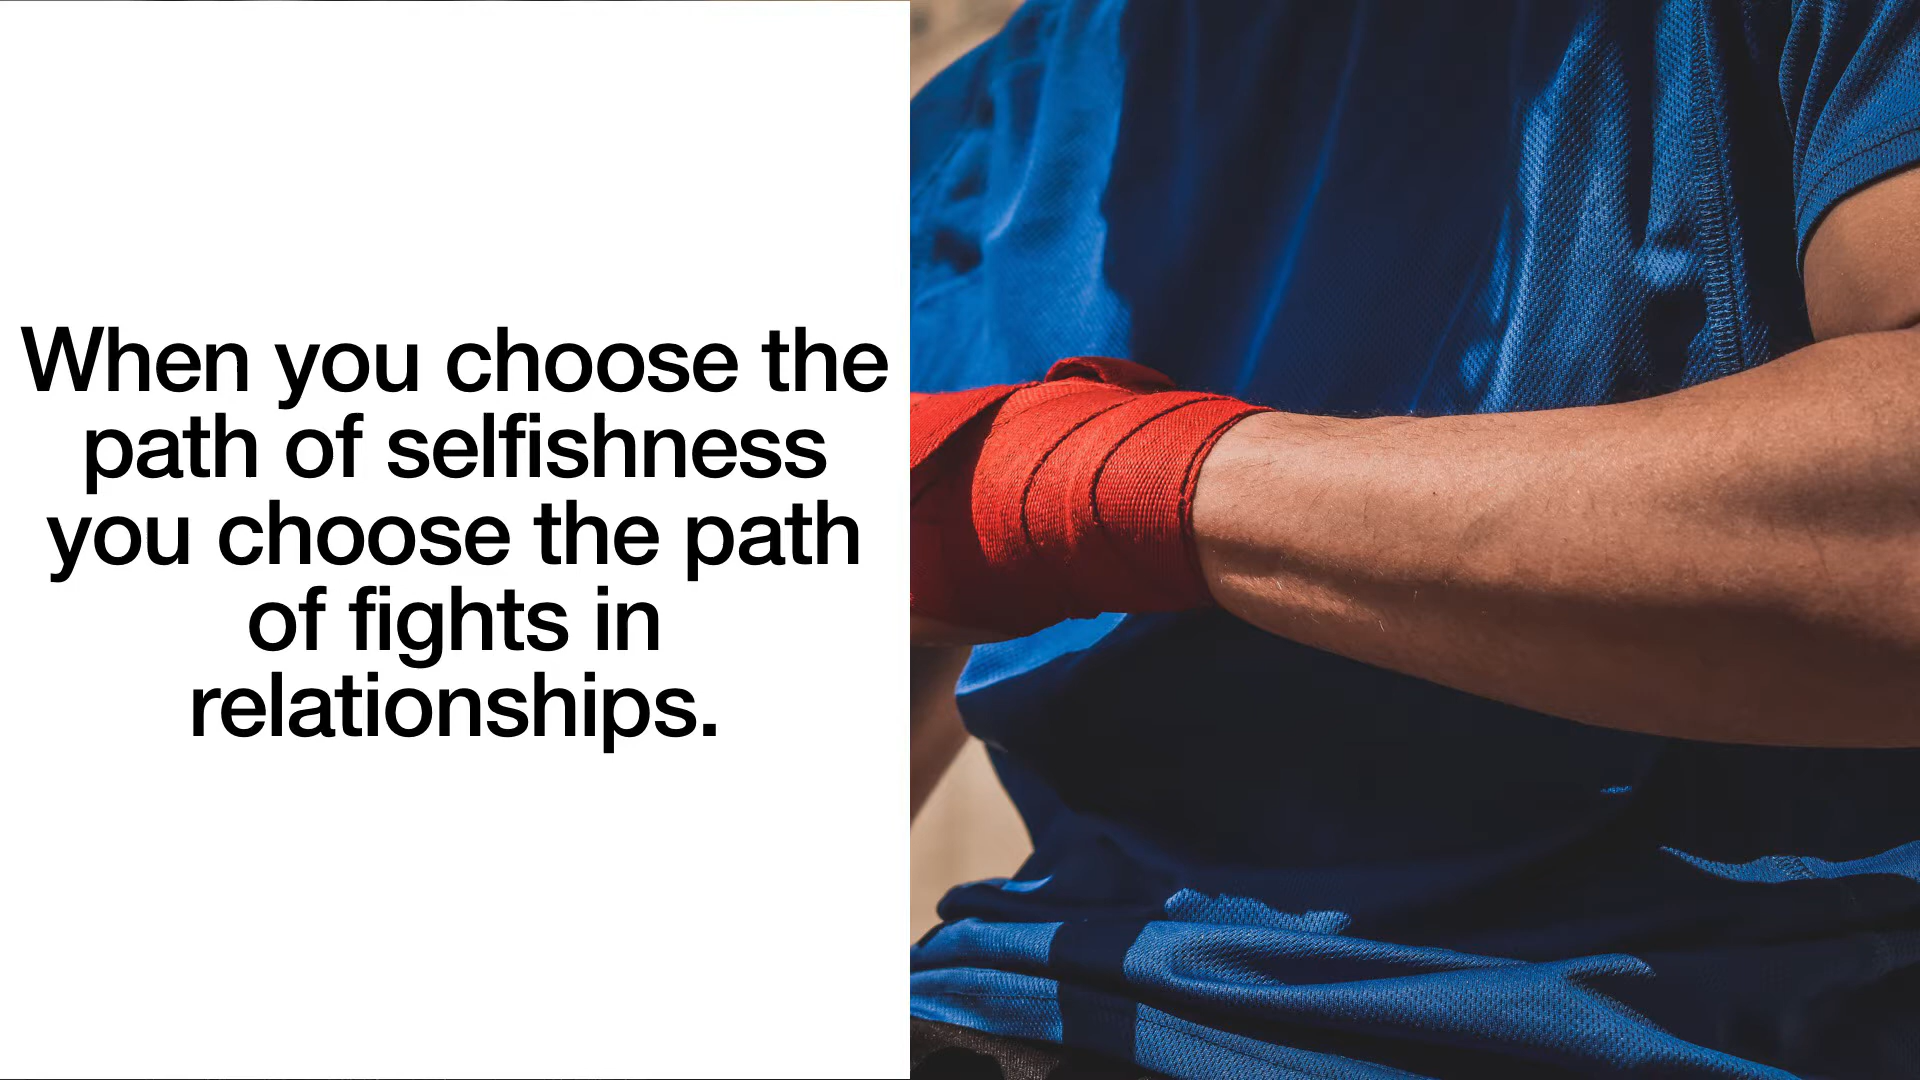 When you choose the
path of selfishness
you choose the path
of fights in
relationships.